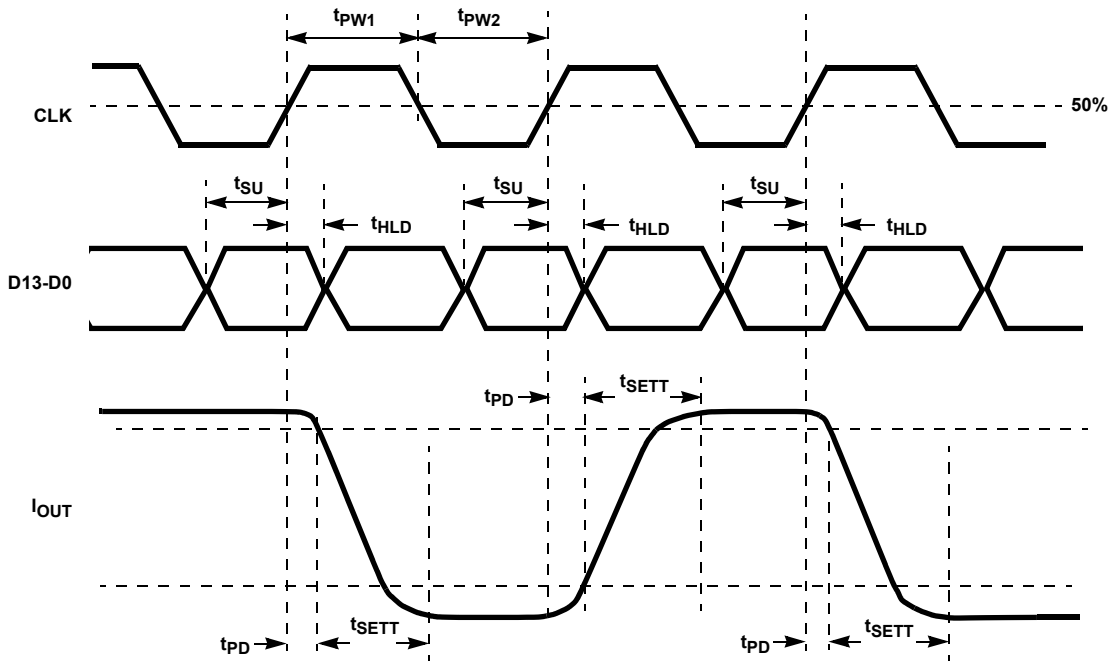 tPW1 tPW2
CLK
50%
tSU tSU tSU
tHLD tHLD tHLD
D13-D0
tPD tSETT
IOUT
tPD tSETT tPD tSETT